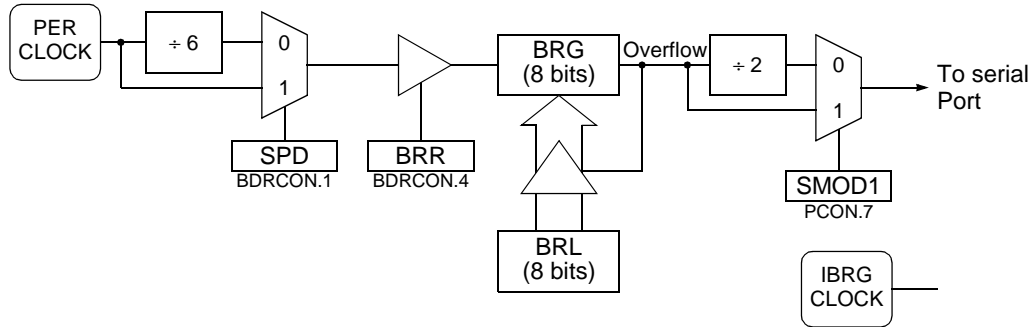 PER
CLOCK
÷ 6
0
1
SPD
BDRCON.1
BRR
BDRCON.4
BRG
(8 bits)
Overflow
÷ 2
0
1
To serial
Port
SMOD1
PCON.7
BRL
(8 bits)
IBRG
CLOCK